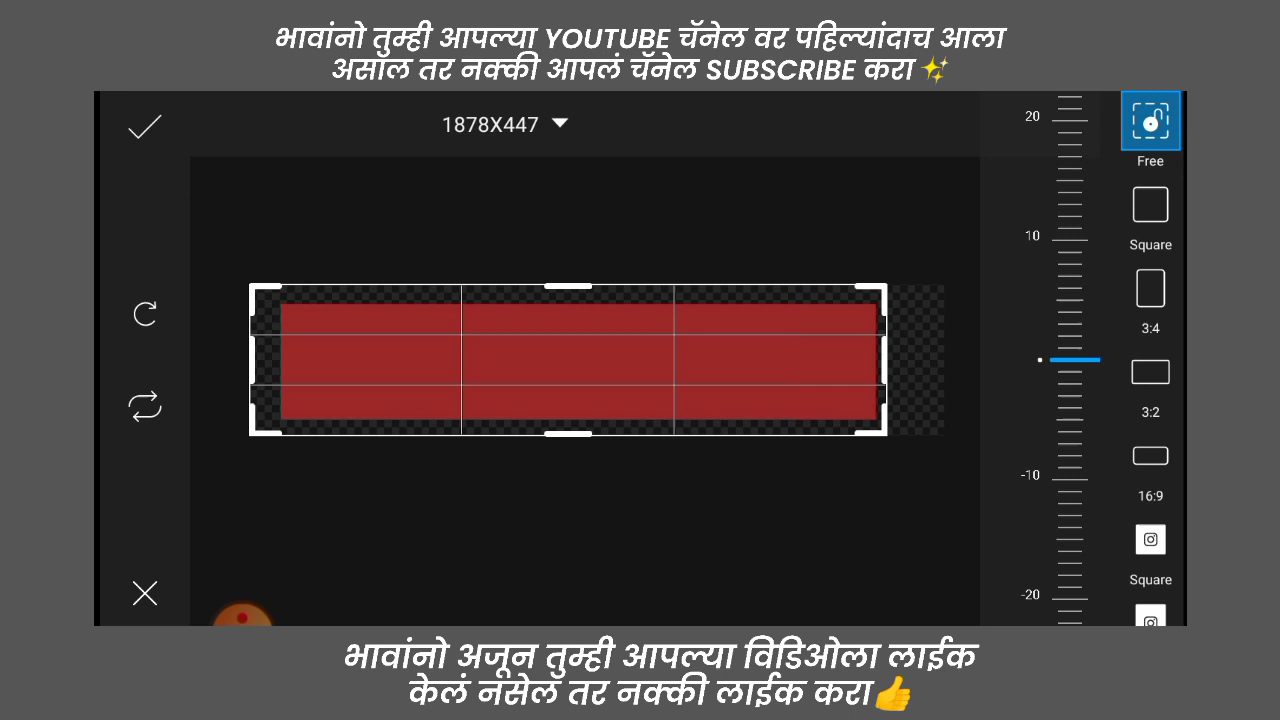 भावांनो तुम्ही आपल्या YOUTUBE चॅनेल वर पहिल्यांदाच आला
असाल तर नक्की आपलं चॅनेल SUBSCRIBE करा✨
1878X447
20
10
-10
-20
Free
Square
3:4
3:2
16:9
Square
भावांनो अजून तुम्ही आपल्या विडिओला लाईक
केलं नसेल तर नक्की लाईक करा👍